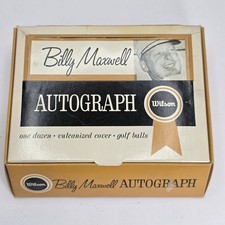 Billy Maxwell
AUTOGRAPH
Wilson
one dozen • vulcanized cover • golf balls
Wilson Billy Maxwell AUTOGRAPH